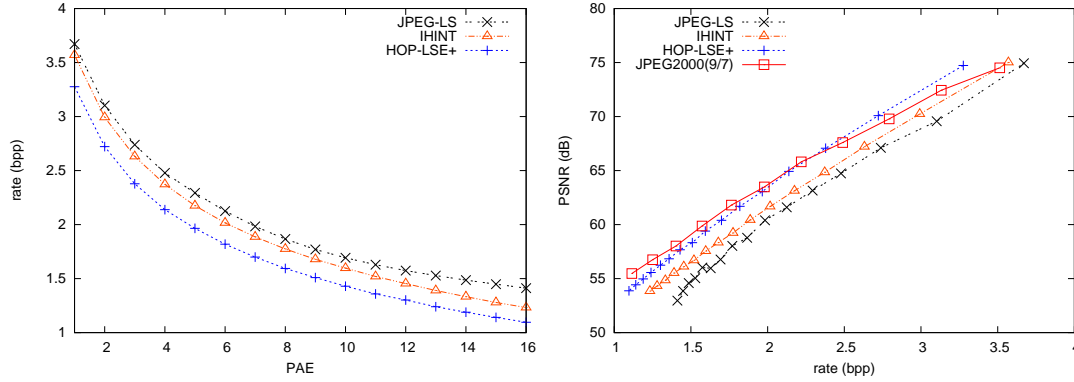 4
3.5
3
2.5
2
1.5
1
2 4 6 8 10 12 14 16
rate (bpp)
PAE
JPEG-LS
IHINT
HOP-LSE+
80
75
70
65
60
55
50
1 1.5 2 2.5 3 3.5 4
PSNR (dB)
rate (bpp)
JPEG-LS
IHINT
HOP-LSE+
JPEG2000(9/7)